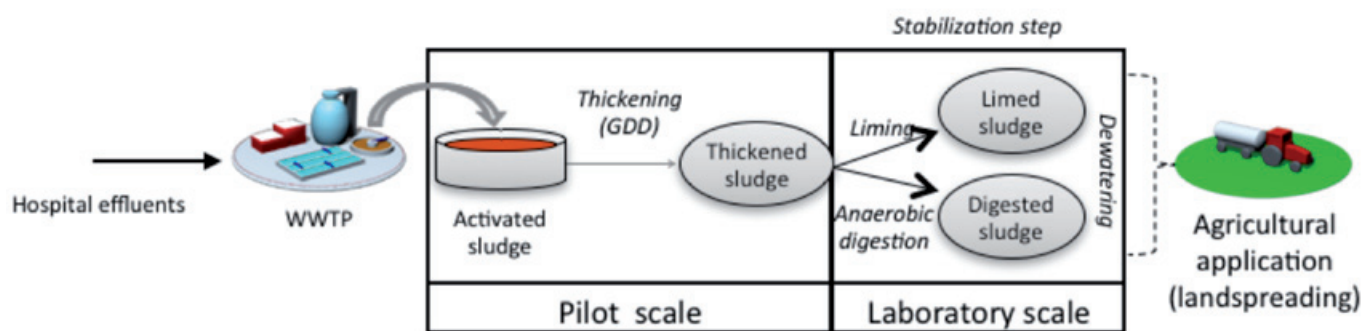 Stabilization step
Hospital effluents
WWTP
Activated
sludge
Thickening
(GDD)
Thickened
sludge
Liming
Anaerobic
digestion
Limed
sludge
Digested
sludge
Dewatering
Agricultural
application
(landspreading)
Pilot scale
Laboratory scale